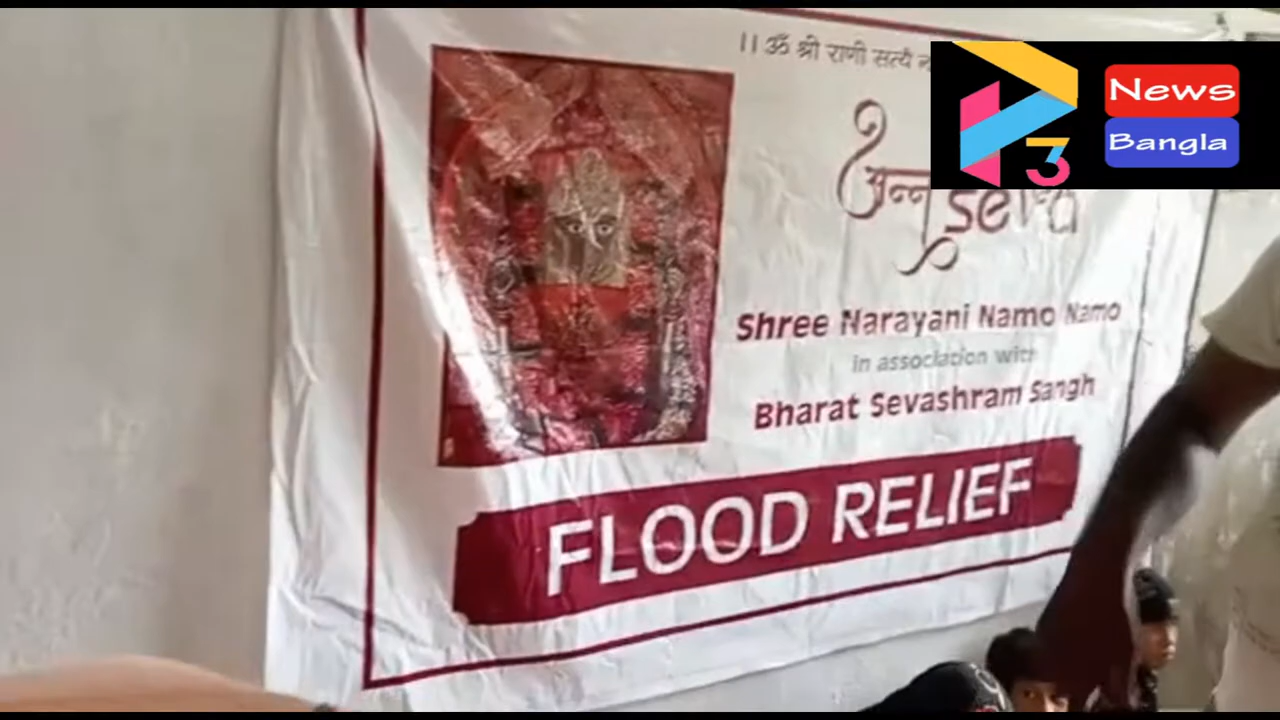 ।। ॐ श्री राणी सत्यै
अन्न seva
Shree Narayani Namo Namo
In association with
Bharat Sevashram Sangh
FLOOD RELIEF
3
News
Bangla